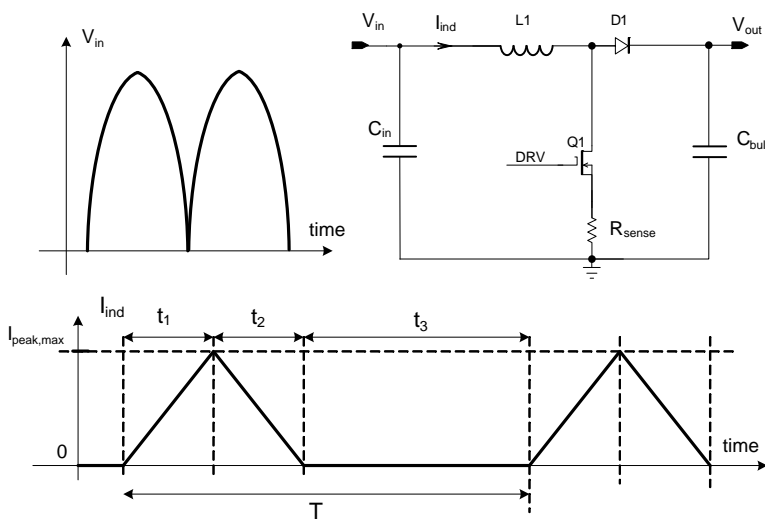 V_in
time
V_in
I_ind
L1
D1
V_out
C_in
Q1
DRV
C_bul
R_sense
I_ind
I_peak,max
t_1
t_2
t_3
0
time
T